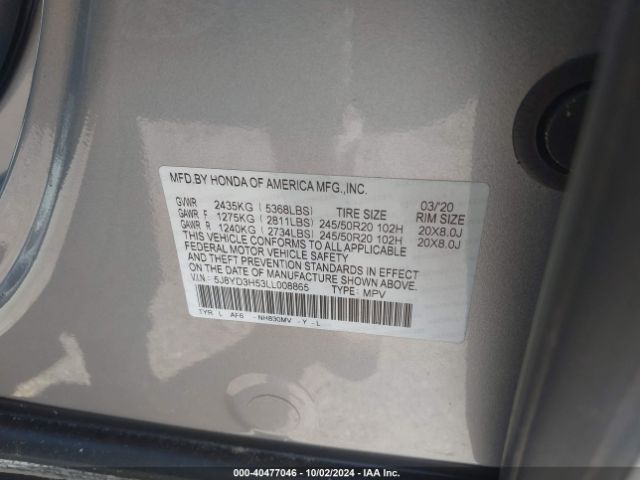 MFD.BY HONDA OF AMERICA MFG.,INC.
03/'20
GVWR 2435KG ( 5368LBS) TIRE SIZE RIM SIZE
GAWR F 1275KG ( 2811LBS) 245/50R20 102H 20X8.0J
GAWR R 1240KG ( 2734LBS) 245/50R20 102H 20X8.0J
THIS VEHICLE CONFORMS TO ALL APPLICABLE
FEDERAL MOTOR VEHICLE SAFETY
AND THEFT PREVENTION STANDARDS IN EFFECT
ON THE DATE OF MANUFACTURE SHOWN ABOVE.
V.I.N : 5J8YD3H53LL008865 TYPE: MPV
TYR L AF6 -NH830MV -Y -L
000-40477046 | 10/02/2024 | IAA Inc.